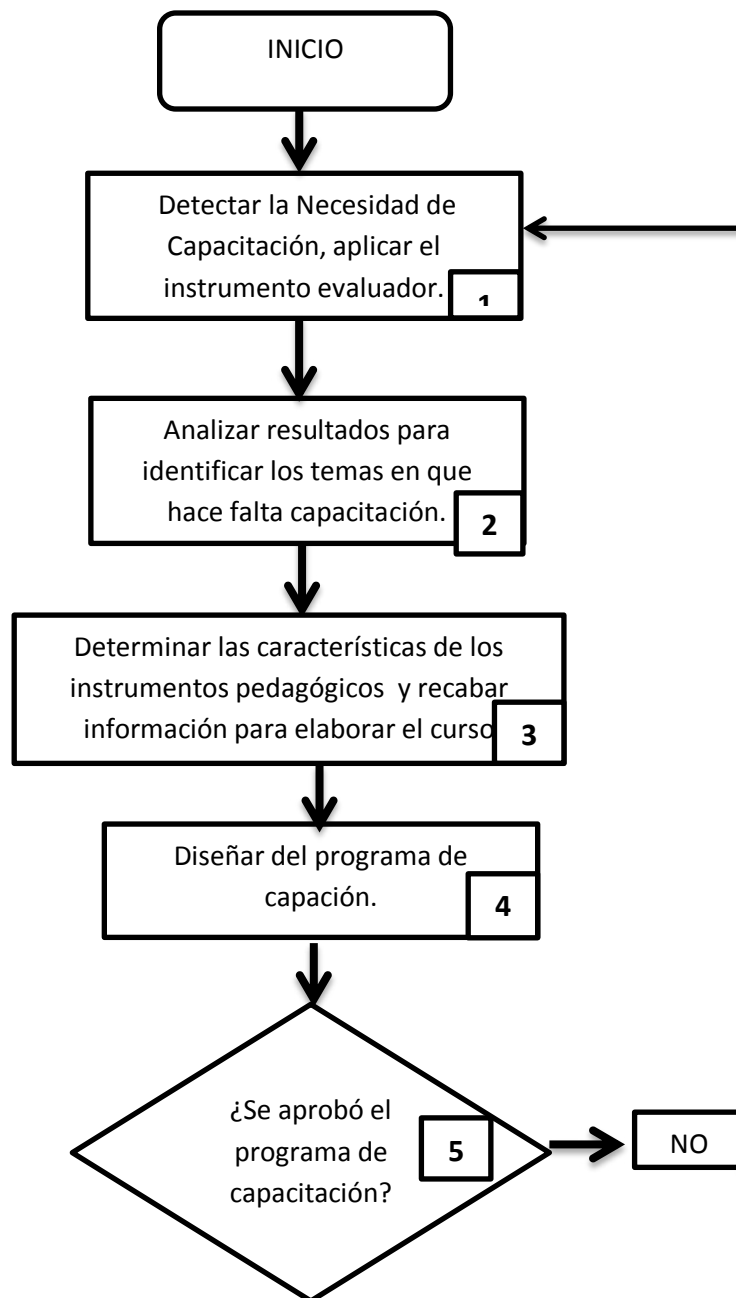 INICIO
Detectar la Necesidad de
Capacitación, aplicar el
instrumento evaluador.
1
Analizar resultados para
identificar los temas en que
hace falta capacitación.
2
Determinar las características de los
instrumentos pedagógicos y recabar
información para elaborar el curso
3
Diseñar del programa de
capación.
4
¿Se aprobó el
programa de
capacitación?
5
NO